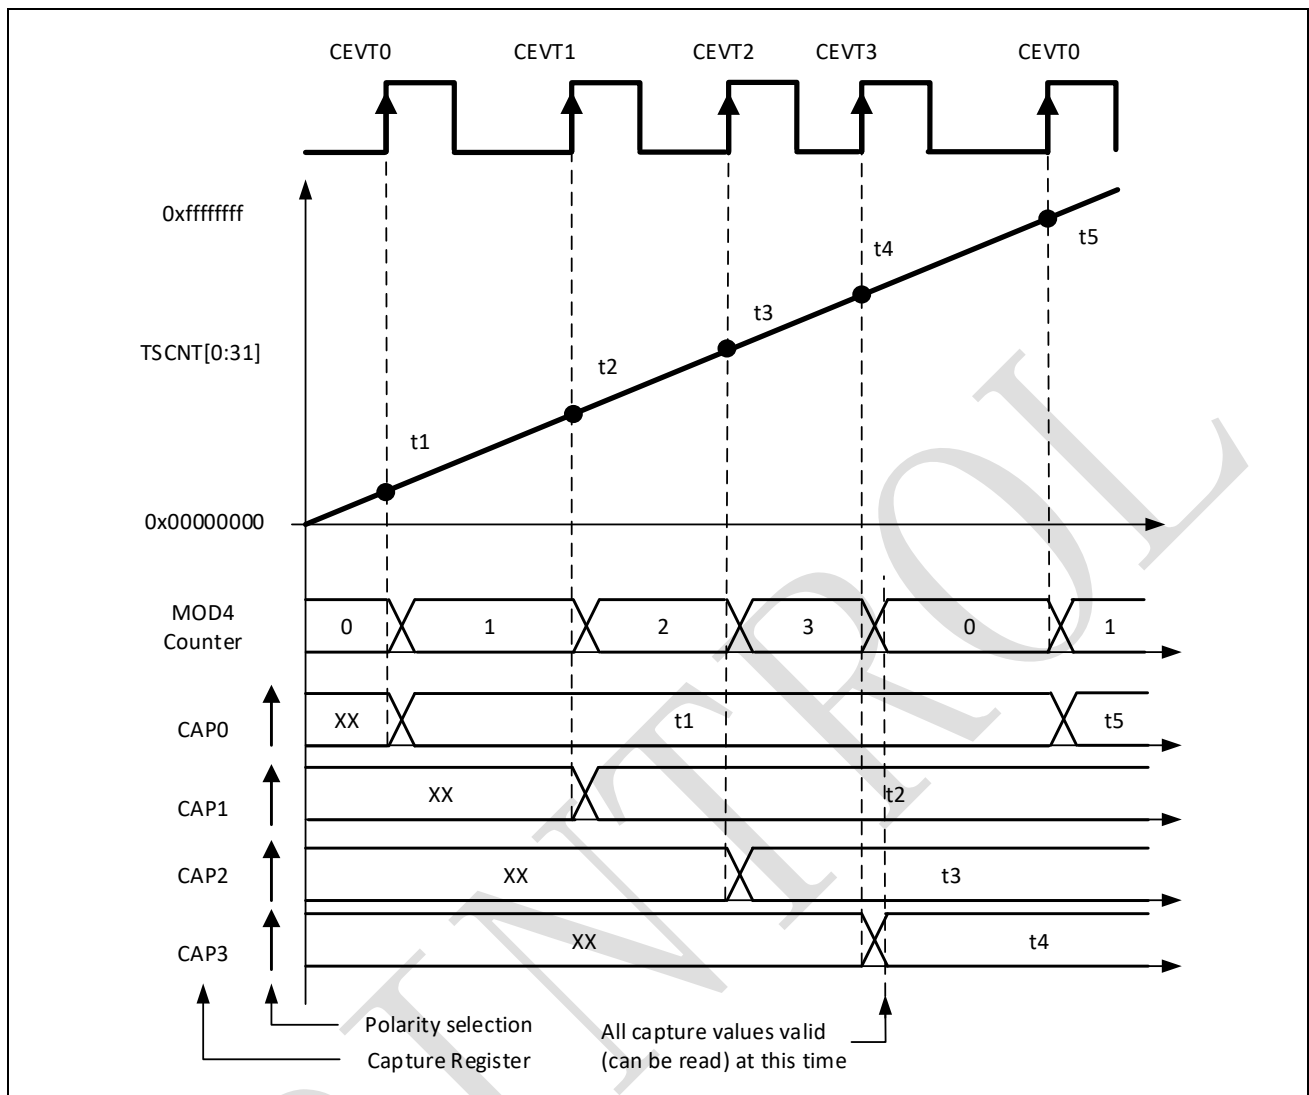 CEVT0 CEVT1 CEVT2 CEVT3 CEVT0
0xffffffff
t5
t4
t3
TSCNT[0:31]
t2
t1
0x00000000
MOD4
Counter
0 1 2 3 0 1
CAP0 XX t1 t5
CAP1 XX t2
CAP2 XX t3
CAP3 XX t4
Polarity selection
Capture Register
All capture values valid
(can be read) at this time
INTROL